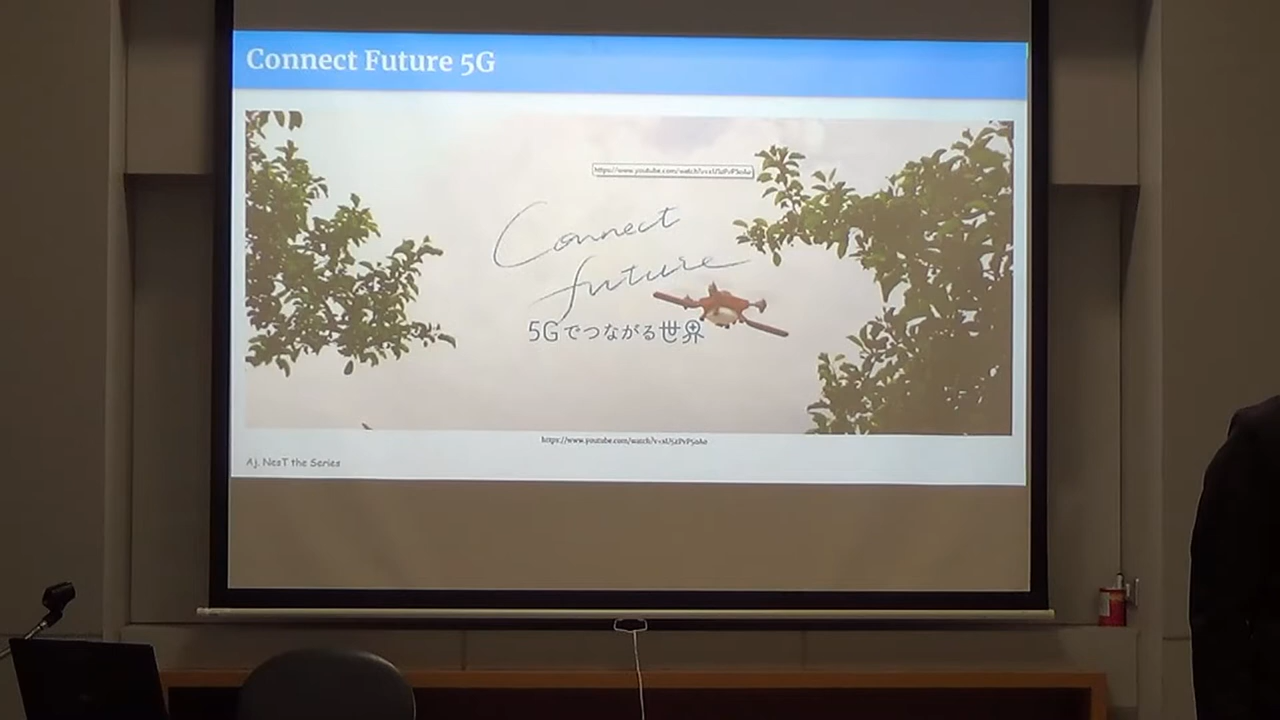 Connect Future 5G
Connect
future
5Gでつながる世界
Aj. NesT the Series